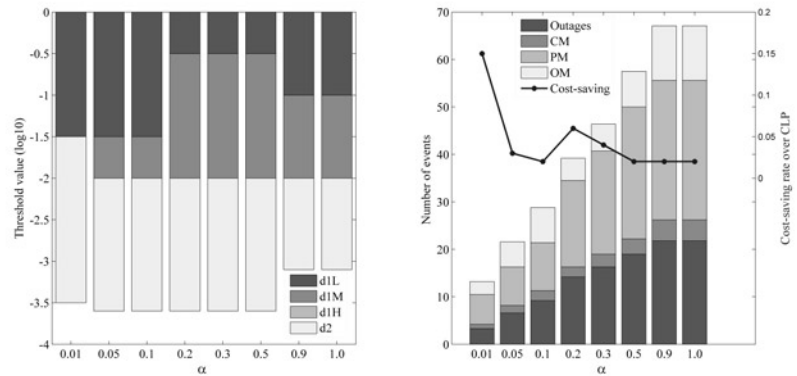 0
-0.5
-1
-1.5
-2
-2.5
-3
-3.5
-4
Threshold value (log10)
d1L
d1M
d1H
d2
0.01 0.05 0.1 0.2 0.3 0.5 0.9 1.0
α
70
60
50
40
30
20
10
0
Number of events
Outages
CM
PM
OM
Cost-saving
0.2
0.15
0.1
0.05
0
Cost-saving rate over CLP
0.01 0.05 0.1 0.2 0.3 0.5 0.9 1.0
α